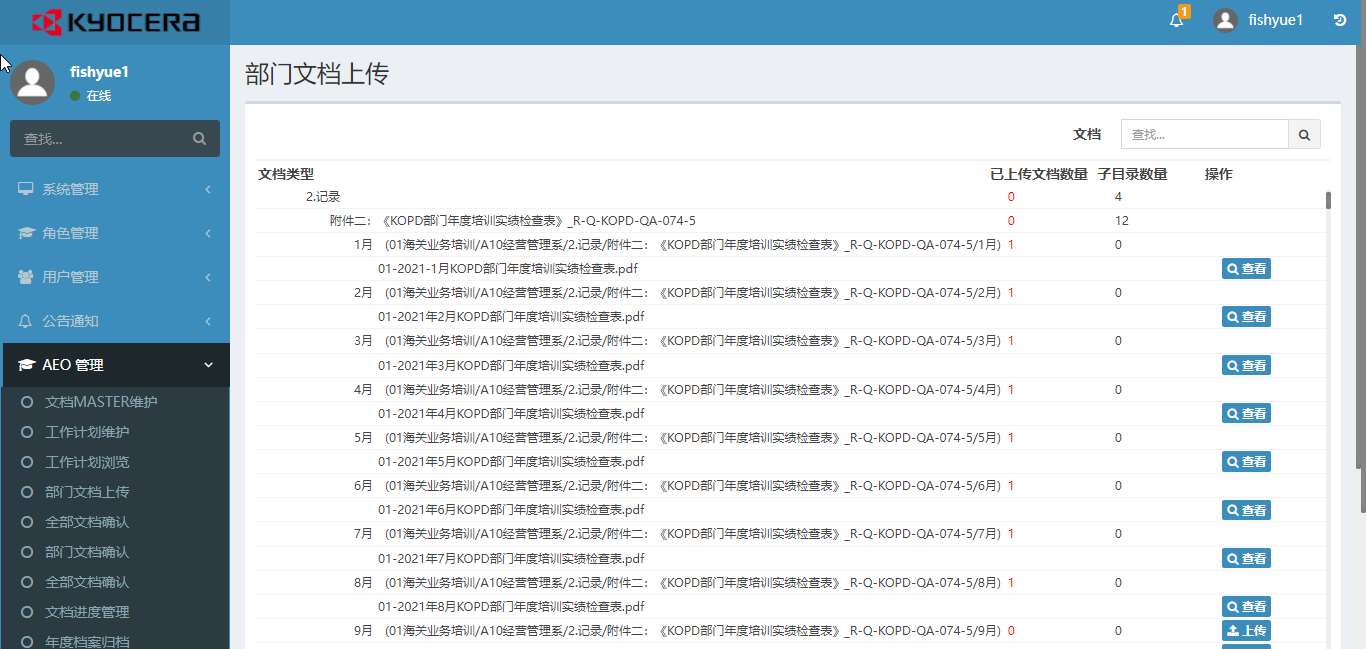 KYOCERA
1
fishyue1
fishyue1
在线
查找...
系统管理
角色管理
用户管理
公告通知
AEO 管理
文档MASTER维护
工作计划维护
工作计划浏览
部门文档上传
全部文档确认
部门文档确认
全部文档确认
文档进度管理
年度档案归档
部门文档上传
文档 查找...
文档类型 已上传文档数量 子目录数量 操作
2.记录 0 4
附件二：《KOPD部门年度培训实绩检查表》_R-Q-KOPD-QA-074-5 0 12
1月 (01海关业务培训/A10经营管理系/2.记录/附件二：《KOPD部门年度培训实绩检查表》_R-Q-KOPD-QA-074-5/1月) 1 0
01-2021-1月KOPD部门年度培训实绩检查表.pdf 查看
2月 (01海关业务培训/A10经营管理系/2.记录/附件二：《KOPD部门年度培训实绩检查表》_R-Q-KOPD-QA-074-5/2月) 1 0
01-2021年2月KOPD部门年度培训实绩检查表.pdf 查看
3月 (01海关业务培训/A10经营管理系/2.记录/附件二：《KOPD部门年度培训实绩检查表》_R-Q-KOPD-QA-074-5/3月) 1 0
01-2021年3月KOPD部门年度培训实绩检查表.pdf 查看
4月 (01海关业务培训/A10经营管理系/2.记录/附件二：《KOPD部门年度培训实绩检查表》_R-Q-KOPD-QA-074-5/4月) 1 0
01-2021年4月KOPD部门年度培训实绩检查表.pdf 查看
5月 (01海关业务培训/A10经营管理系/2.记录/附件二：《KOPD部门年度培训实绩检查表》_R-Q-KOPD-QA-074-5/5月) 1 0
01-2021年5月KOPD部门年度培训实绩检查表.pdf 查看
6月 (01海关业务培训/A10经营管理系/2.记录/附件二：《KOPD部门年度培训实绩检查表》_R-Q-KOPD-QA-074-5/6月) 1 0
01-2021年6月KOPD部门年度培训实绩检查表.pdf 查看
7月 (01海关业务培训/A10经营管理系/2.记录/附件二：《KOPD部门年度培训实绩检查表》_R-Q-KOPD-QA-074-5/7月) 1 0
01-2021年7月KOPD部门年度培训实绩检查表.pdf 查看
8月 (01海关业务培训/A10经营管理系/2.记录/附件二：《KOPD部门年度培训实绩检查表》_R-Q-KOPD-QA-074-5/8月) 1 0
01-2021年8月KOPD部门年度培训实绩检查表.pdf 查看
9月 (01海关业务培训/A10经营管理系/2.记录/附件二：《KOPD部门年度培训实绩检查表》_R-Q-KOPD-QA-074-5/9月) 0 0 上传